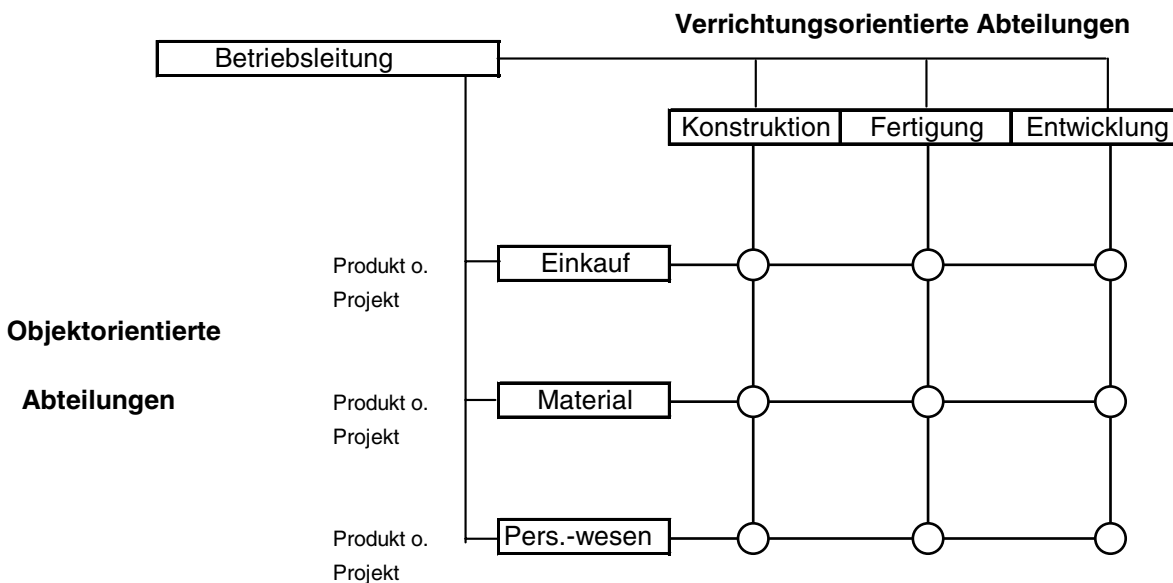 Verrichtungsorientierte Abteilungen
Betriebsleitung
Konstruktion Fertigung Entwicklung
Produkt o.
Projekt
Einkauf
Objektorientierte
Abteilungen
Produkt o.
Projekt
Material
Produkt o.
Projekt
Pers.-wesen